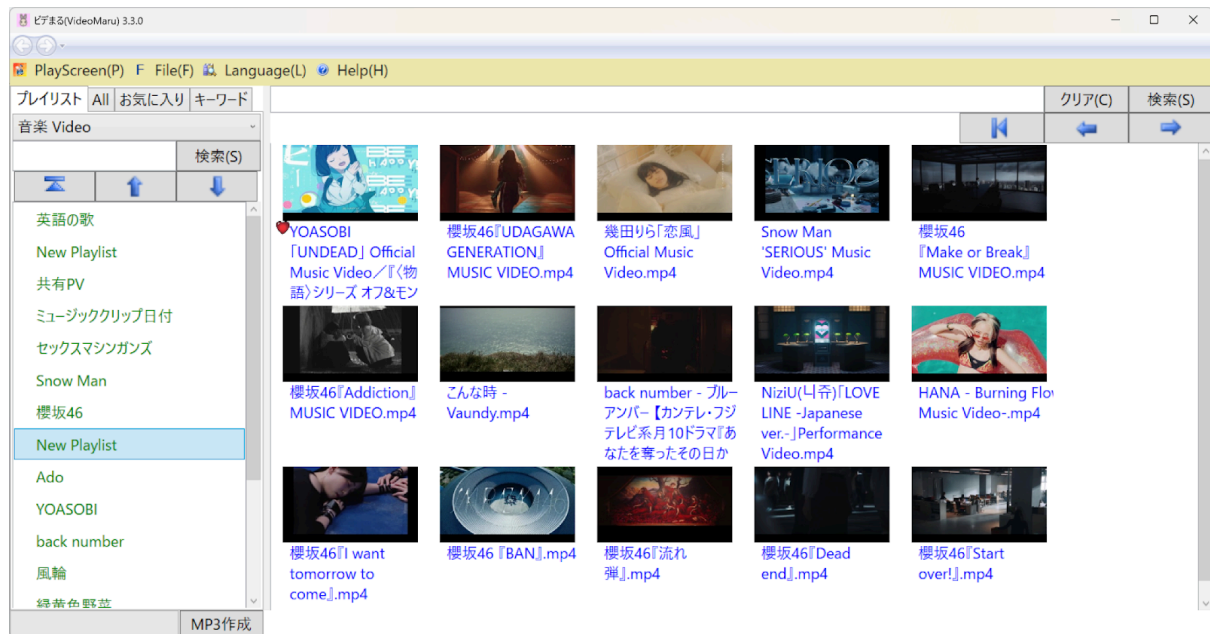 ビデまる(VideoMaru) 3.3.0
PlayScreen(P) F File(F) Language(L) Help(H)
プレイリスト All お気に入り キーワード
クリア(C) 検索(S)
音楽 Video
検索(S)
英語の歌
New Playlist
共有PV
ミュージッククリップ日付
セックスマシンガンズ
Snow Man
櫻坂46
New Playlist
Ado
YOASOBI
back number
風輪
緑黄色野菜
MP3作成
YOASOBI
「UNDEAD」 Official
Music Video／『〈物
語〉シリーズ オフ&モン
櫻坂46『UDAGAWA
GENERATION』
MUSIC VIDEO.mp4
幾田りら「恋風」
Official Music
Video.mp4
Snow Man
'SERIOUS' Music
Video.mp4
櫻坂46
『Make or Break』
MUSIC VIDEO.mp4
櫻坂46『Addiction』
MUSIC VIDEO.mp4
こんな時 -
Vaundy.mp4
back number - ブルー
アンバー【カンテレ・フジ
テレビ系月10ドラマ『あ
なたを奪ったその日か
NiziU(니쥬)「LOVE
LINE -Japanese
ver.-」Performance
Video.mp4
HANA - Burning Flo
Music Video-.mp4
櫻坂46『I want
tomorrow to
come』.mp4
櫻坂46 『BAN』.mp4
櫻坂46『流れ
弾』.mp4
櫻坂46『Dead
end』.mp4
櫻坂46『Start
over!』.mp4